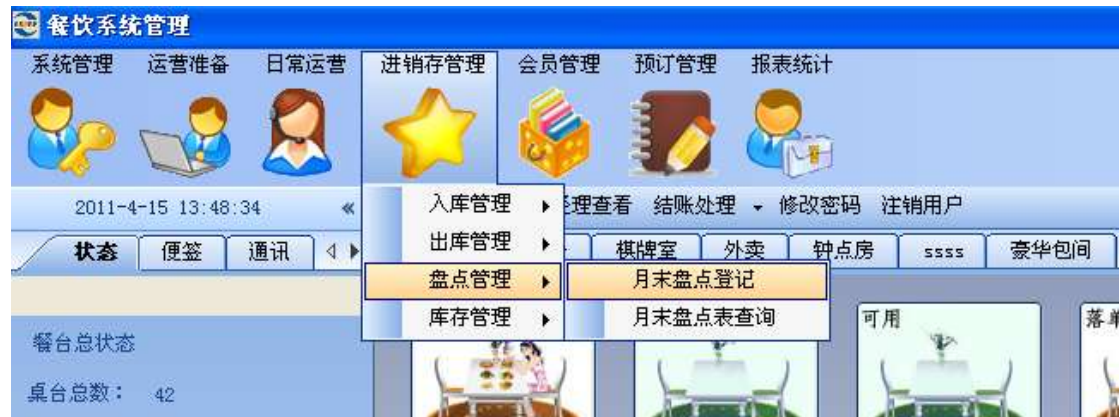 餐饮系统管理
系统管理 运营准备 日常运营 进销存管理 会员管理 预订管理 报表统计
2011-4-15 13:48:34 « 理查看 结账处理 修改密码 注销用户
入库管理
出库管理
盘点管理
库存管理
月末盘点登记
月末盘点表查询
状态 便签 通讯 棋牌室 外卖 钟点房 ssss 豪华包间
可用
落单
餐台总状态
桌台总数： 42